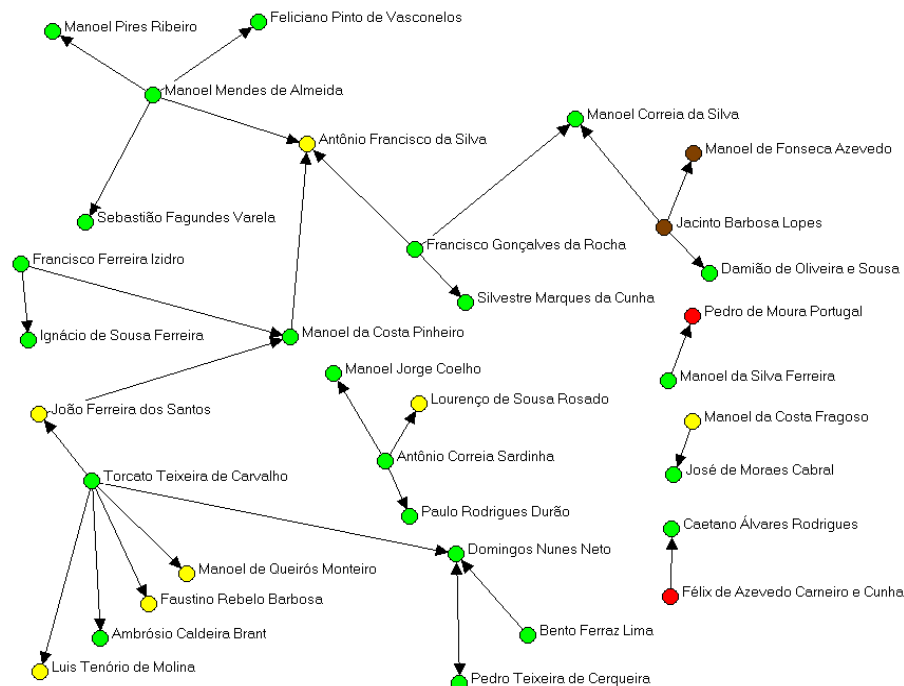 Feliciano Pinto de Vasconelos
Manoel Pires Ribeiro
Manoel Mendes de Almeida
Manoel Correia da Silva
Antônio Francisco da Silva
Manoel de Fonseca Azevedo
Sebastião Fagundes Varela
Jacinto Barbosa Lopes
Francisco Gonçalves da Rocha
Francisco Ferreira Izidro
Damião de Oliveira e Sousa
Silvestre Marques da Cunha
Pedro de Moura Portugal
Ignácio de Sousa Ferreira
Manoel da Costa Pinheiro
Manoel Jorge Coelho
Manoel da Silva Ferreira
Lourenço de Sousa Rosado
João Ferreira dos Santos
Manoel da Costa Fragoso
Antônio Correia Sardinha
José de Moraes Cabral
Torcato Teixeira de Carvalho
Paulo Rodrigues Durão
Caetano Álvares Rodrigues
Domingos Nunes Neto
Manoel de Queirós Monteiro
Félix de Azevedo Carneiro e Cunha
Faustino Rebelo Barbosa
Bento Ferraz Lima
Ambrósio Caldeira Brant
Luis Tenório de Molina
Pedro Teixeira de Cerqueira